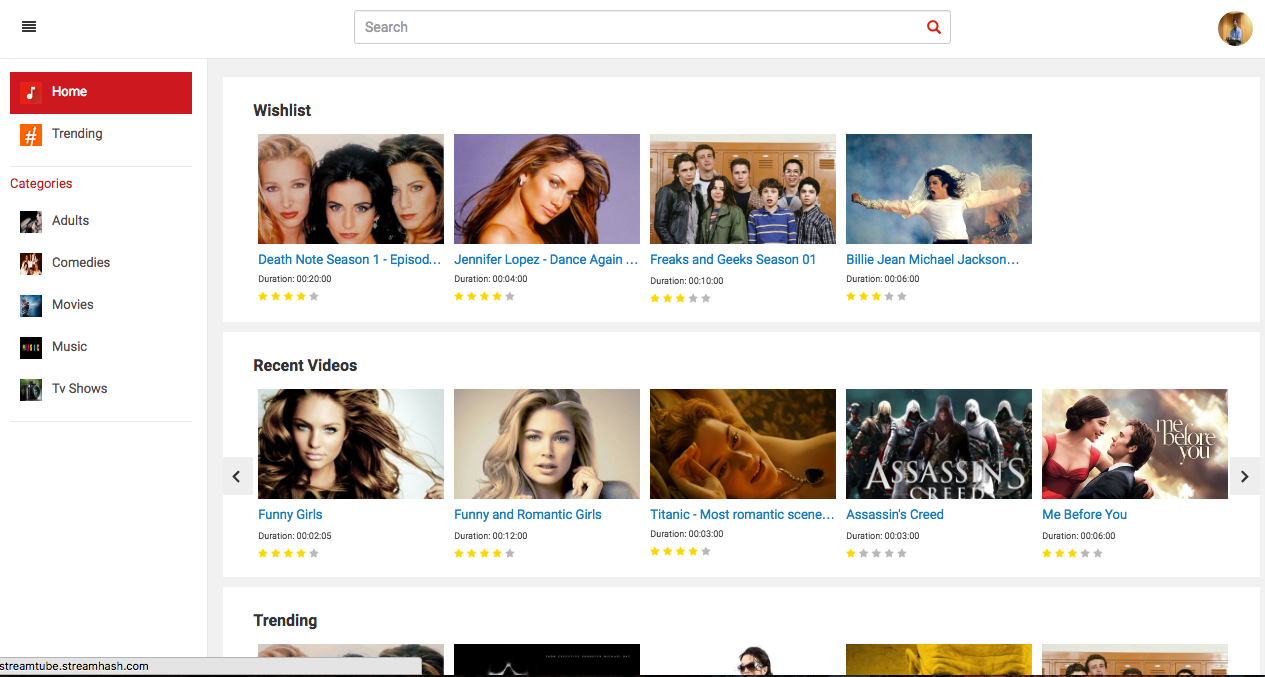 Search
Home
Trending
Categories
Adults
Comedies
Movies
Music
Tv Shows
Wishlist
Death Note Season 1 - Episod...
Duration: 00:20:00
Jennifer Lopez - Dance Again ...
Duration: 00:04:00
Freaks and Geeks Season 01
Duration: 00:10:00
Billie Jean Michael Jackson...
Duration: 00:06:00
Recent Videos
ASSASSIN'S
CREED
me
before
you
Funny Girls
Duration: 00:02:05
Funny and Romantic Girls
Duration: 00:12:00
Titanic - Most romantic scene...
Duration: 00:03:00
Assassin's Creed
Duration: 00:03:00
Me Before You
Duration: 00:06:00
Trending
streamtube.streamhash.com